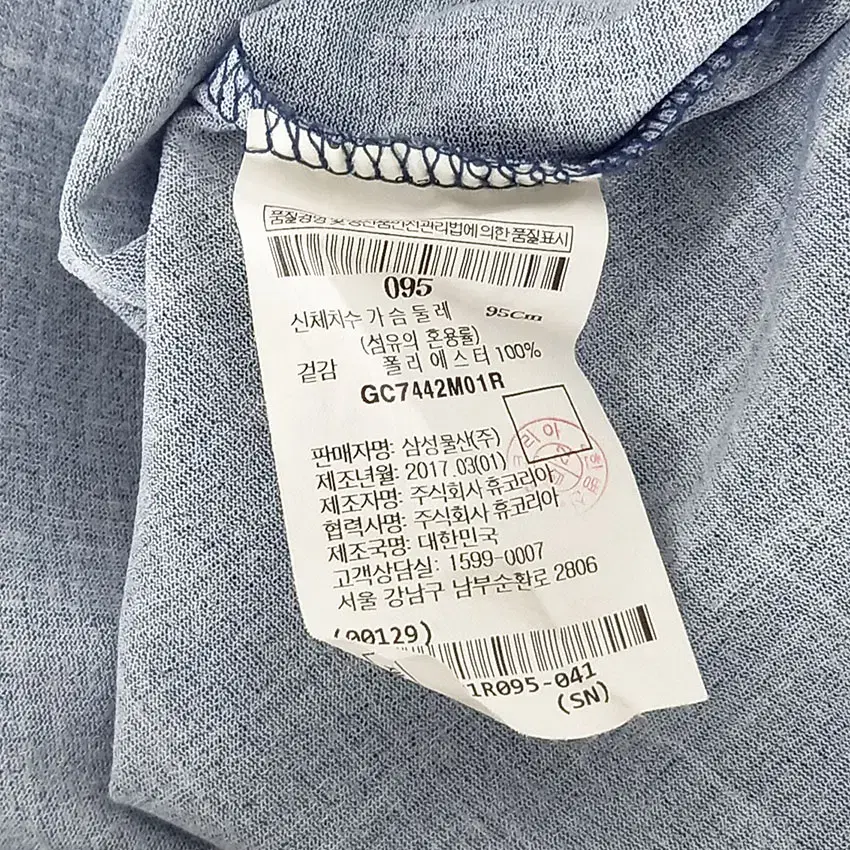 품질경영 및 공산품안전관리법에 의한 품질표시
095
신체치수 가슴둘레 95Cm
(섬유의 혼용률)
겉감 폴리에스터 100%
GC7442M01R
판매자명: 삼성물산(주)
제조년월: 2017.03(01)
제조자명: 주식회사 휴코리아
협력사명: 주식회사 휴코리아
제조국명: 대한민국
고객상담실: 1599-0007
서울 강남구 남부순환로 2806
(00129)
1R095-041
(SN)